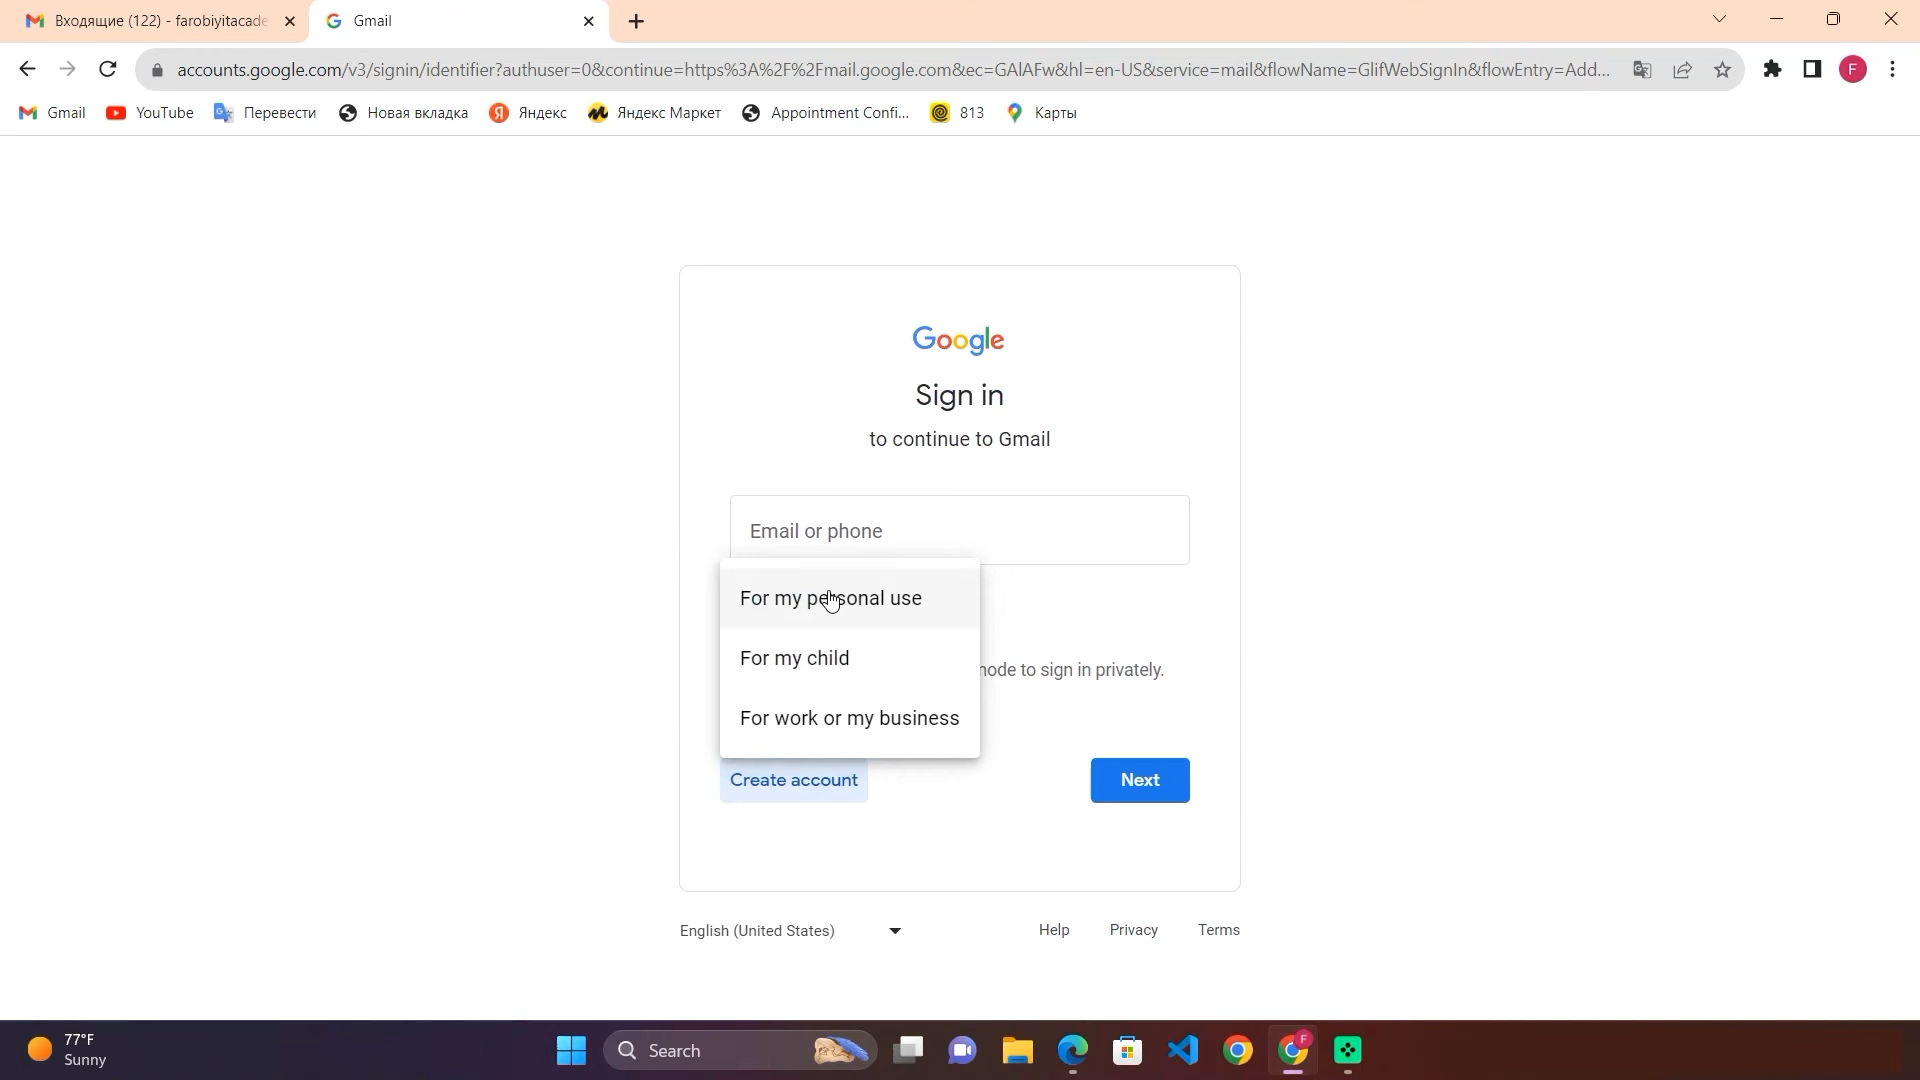 Входящие (122) - farobiyitacade
Gmail
accounts.google.com/v3/signin/identifier?authuser=0&continue=https%3A%2F%2Fmail.google.com&ec=GAlAFw&hl=en-US&service=mail&flowName=GlifWebSignIn&flowEntry=Add...
F
Gmail YouTube Перевести Новая вкладка Яндекс Яндекс Маркет Appointment Confi... 813 Карты
Google
Sign in
to continue to Gmail
Email or phone
For my personal use
For my child
node to sign in privately.
For work or my business
Create account
Next
English (United States)
Help Privacy Terms
77°F
Sunny
Search
F